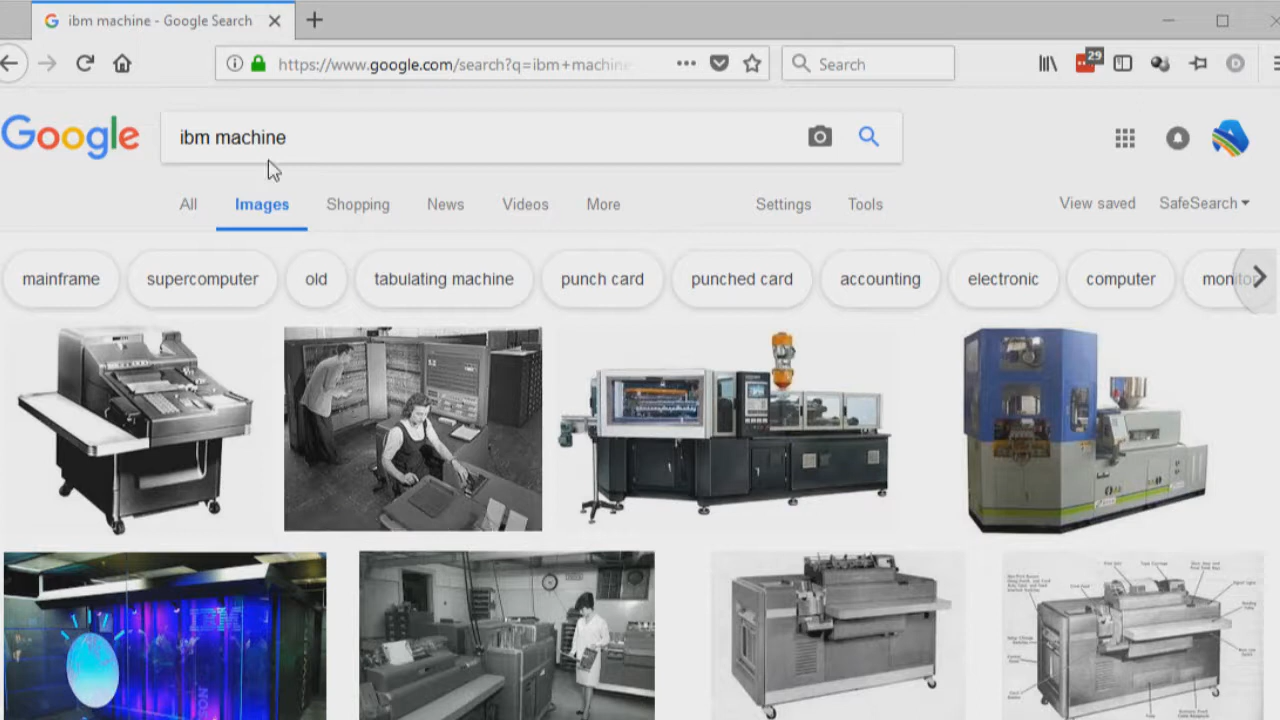 ibm machine - Google Search
https://www.google.com/search?q=ibm+machine
Search
29
Google
ibm machine
All Images Shopping News Videos More Settings Tools View saved SafeSearch
mainframe supercomputer old tabulating machine punch card punched card accounting electronic computer monitor
IBM